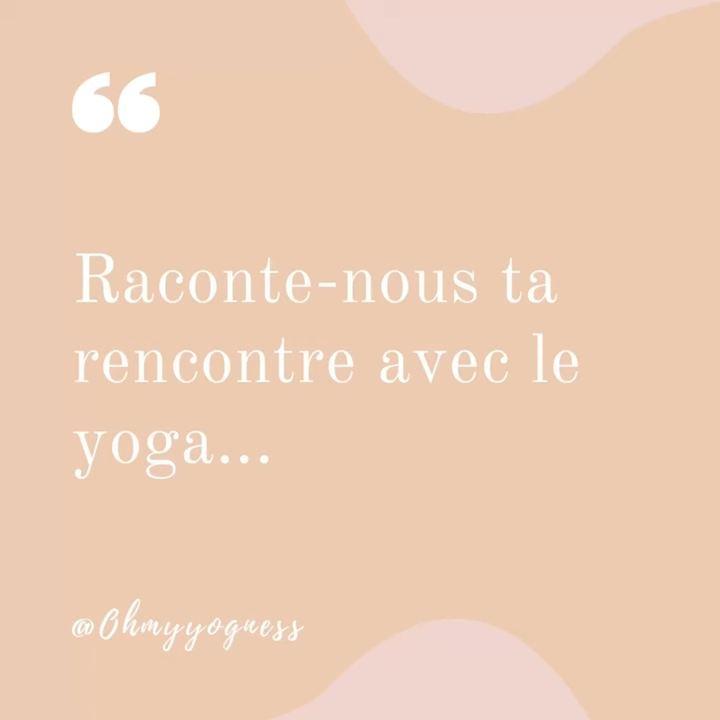 “
Raconte-nous ta
rencontre avec le
yoga...
@Ohmyyogness